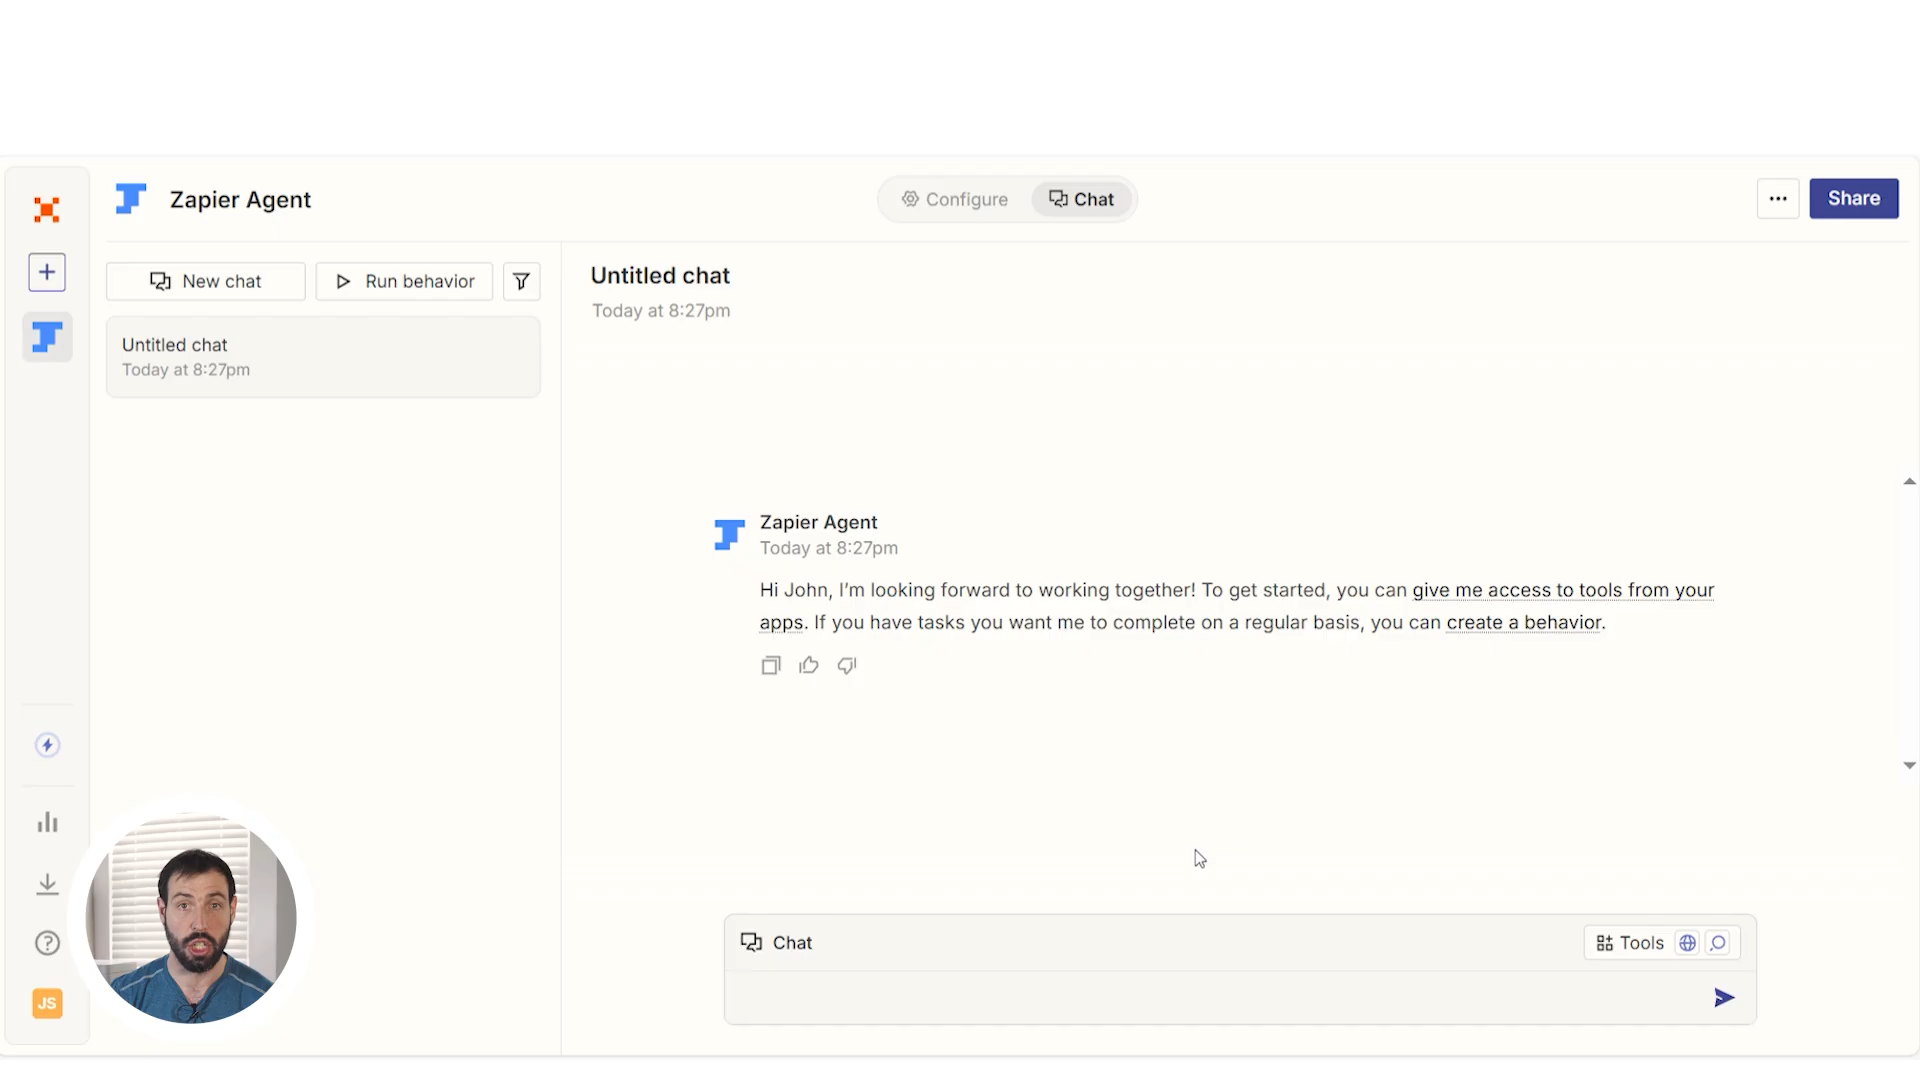 Zapier Agent
Configure
Chat
Share
New chat
Run behavior
Untitled chat
Today at 8:27pm
Untitled chat
Today at 8:27pm
Zapier Agent
Today at 8:27pm
Hi John, I'm looking forward to working together! To get started, you can give me access to tools from your
apps. If you have tasks you want me to complete on a regular basis, you can create a behavior.
Chat
Tools
JS